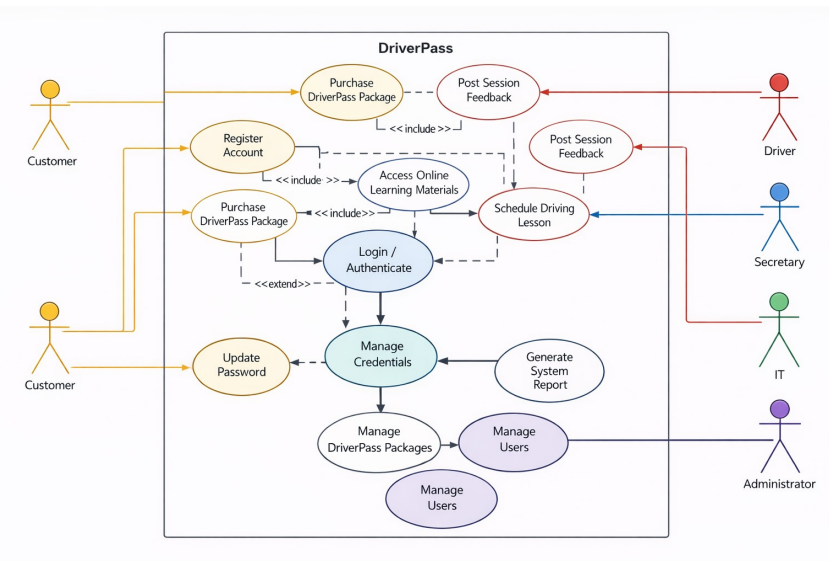 DriverPass
Purchase
DriverPass Package
Post Session
Feedback
<<include>>
Customer
Driver
Register
Account
Post Session
Feedback
<<include>>
Access Online
Learning Materials
Purchase
DriverPass Package
<<include>>
Schedule Driving
Lesson
Login /
Authenticate
Secretary
<<extend>>
Customer
Update
Password
Manage
Credentials
Generate
System
Report
IT
Manage
DriverPass Packages
Manage
Users
Administrator
Manage
Users